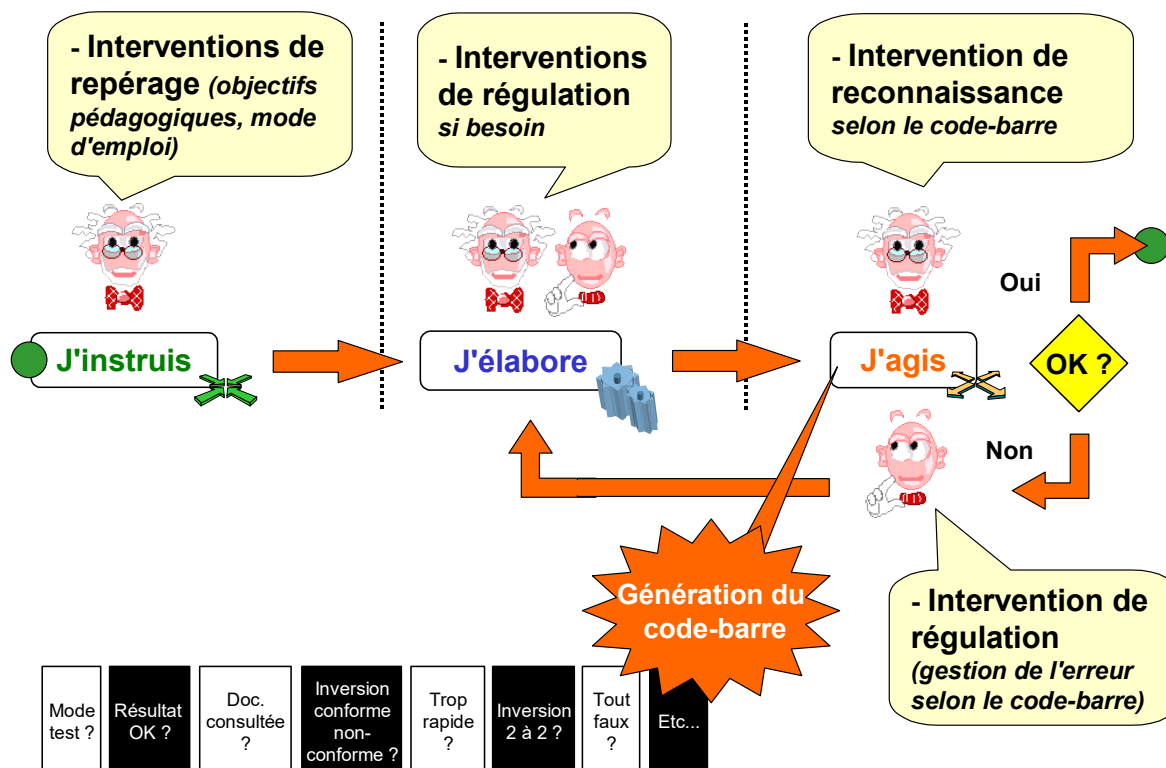 - Interventions de
repérage (objectifs
pédagogiques, mode
d'emploi)
- Interventions
de régulation
si besoin
- Intervention de
reconnaissance
selon le code-barre
J'instruis
J'élabore
J'agis
Oui
OK ?
Non
Génération du
code-barre
- Intervention de
régulation
(gestion de l'erreur
selon le code-barre)
Mode
test ?
Résultat
OK ?
Doc.
consultée
?
Inversion
conforme
non-
conforme ?
Trop
rapide
?
Inversion
2 à 2 ?
Tout
faux
?
Etc...